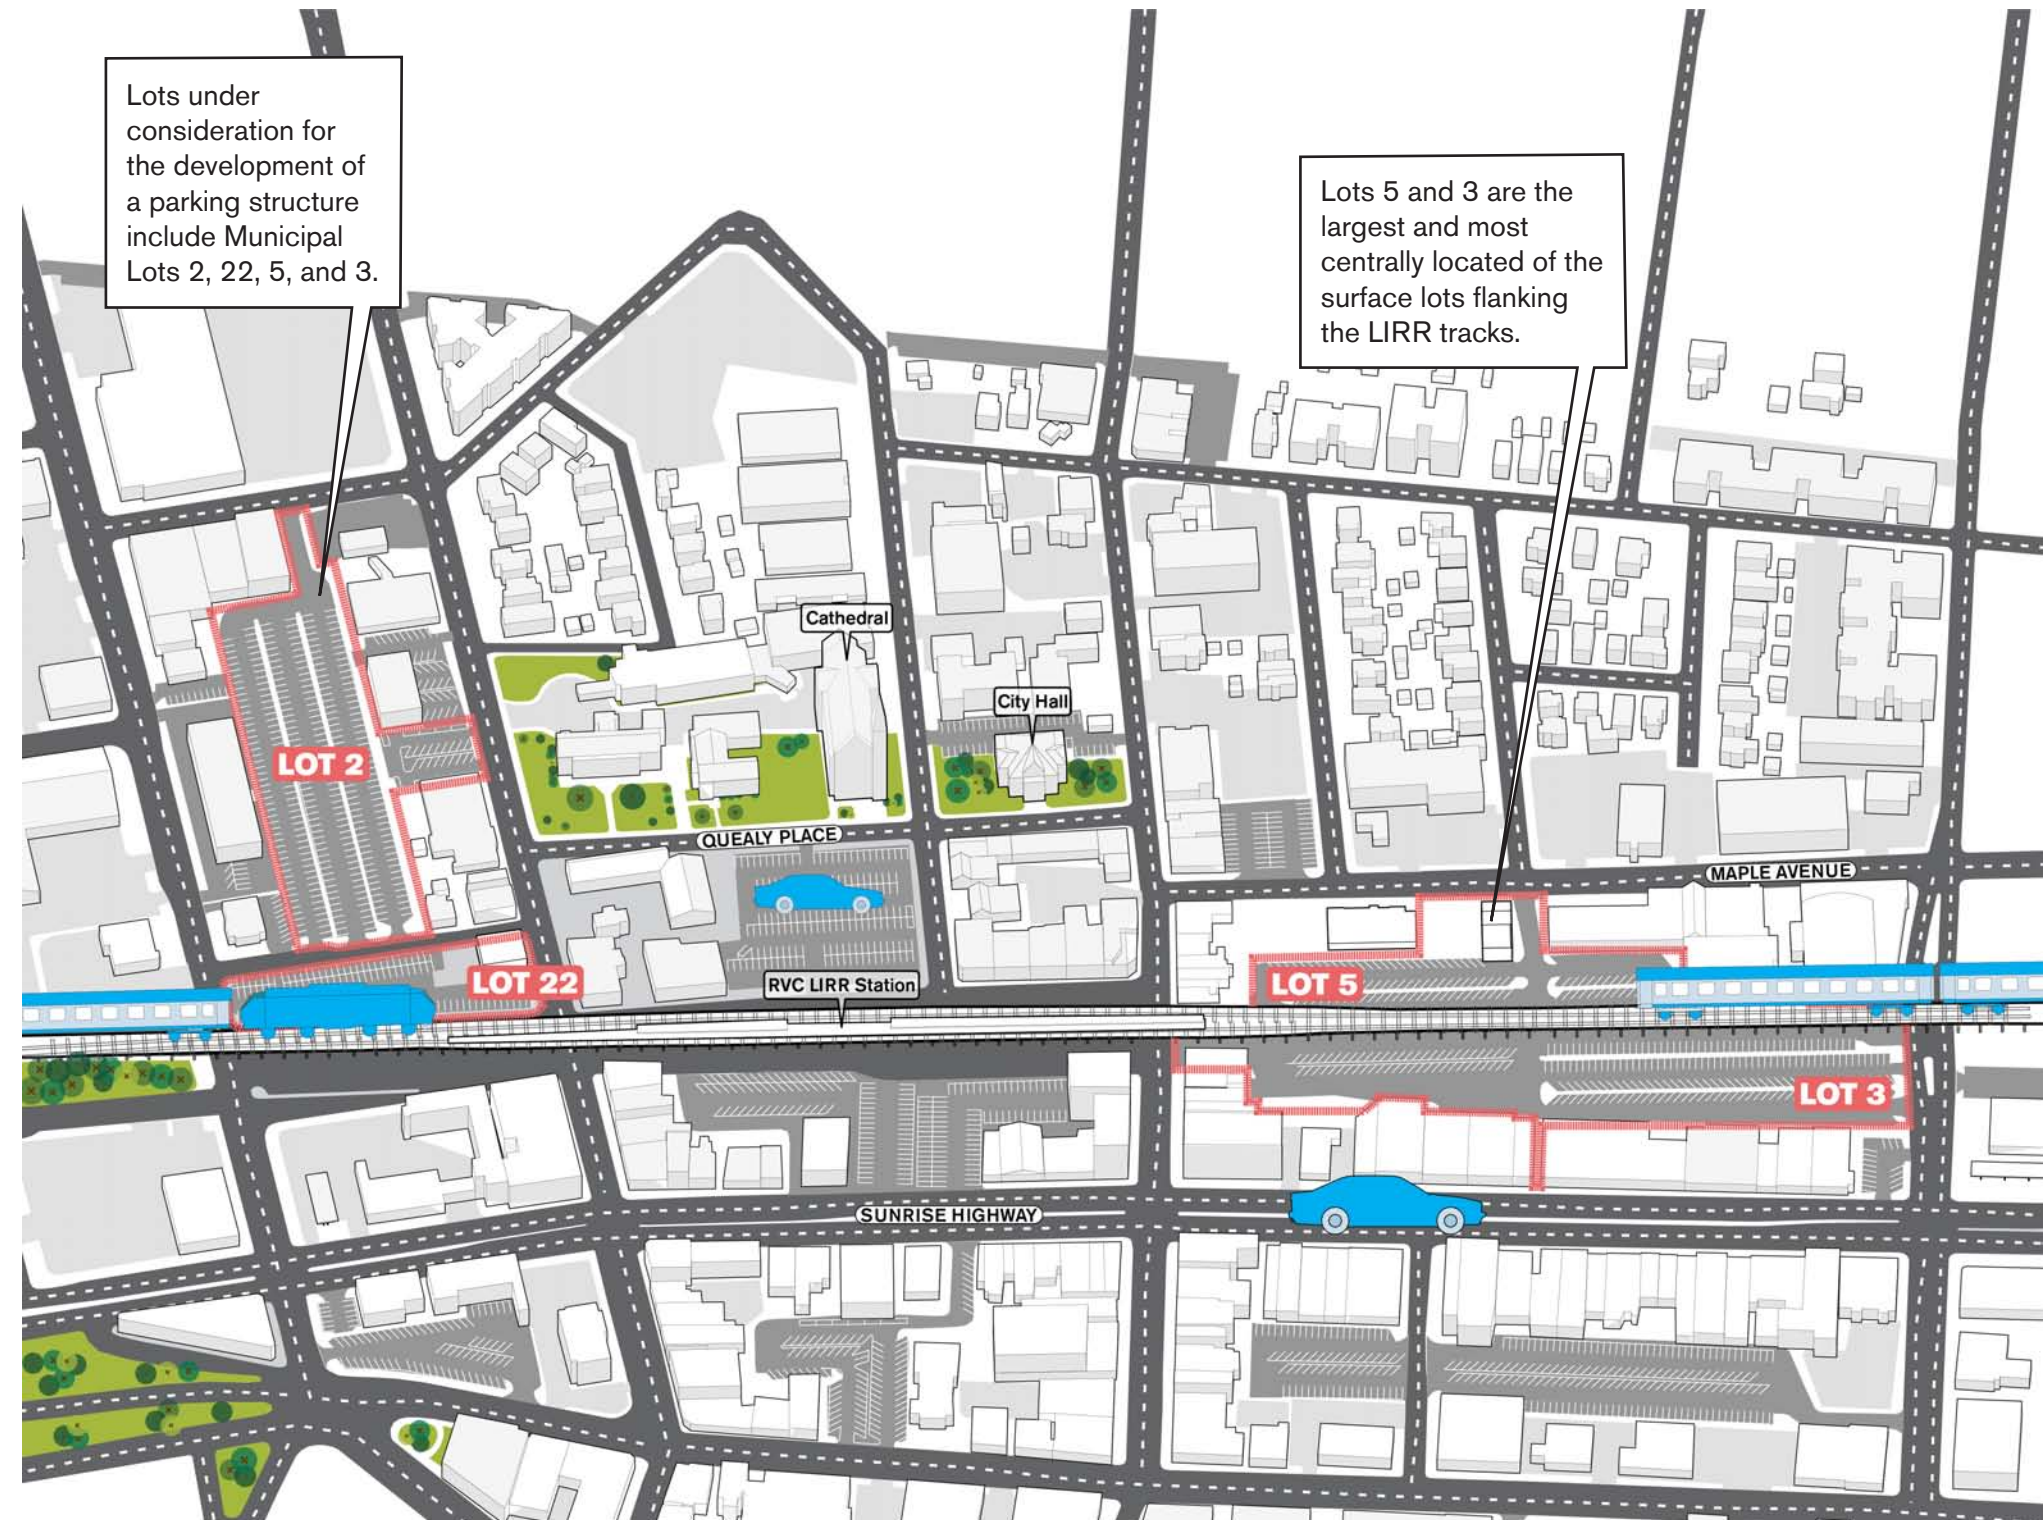 Lots under
consideration for
the development of
a parking structure
include Municipal
Lots 2, 22, 5, and 3.
Lots 5 and 3 are the
largest and most
centrally located of the
surface lots flanking
the LIRR tracks.
Cathedral
City Hall
LOT 2
QUEALY PLACE
MAPLE AVENUE
LOT 22
RVC LIRR Station
LOT 5
LOT 3
SUNRISE HIGHWAY